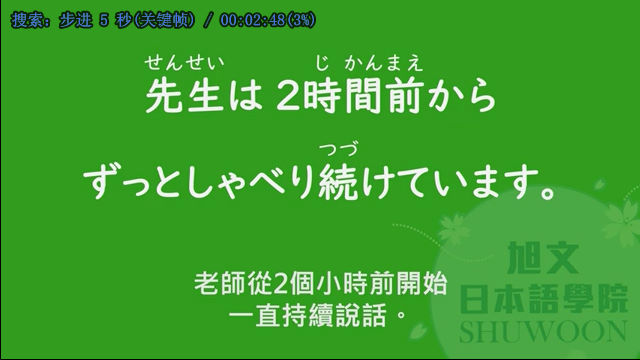 搜索: 步进 5 秒(关键帧) / 00:02:48(3%)
せんせい じ かんまえ
先生は 2時間前から
つづ
ずっとしゃべり続けています。
老師從2個小時前開始
一直持續說話。
旭文
日本語學院
SHUWOON